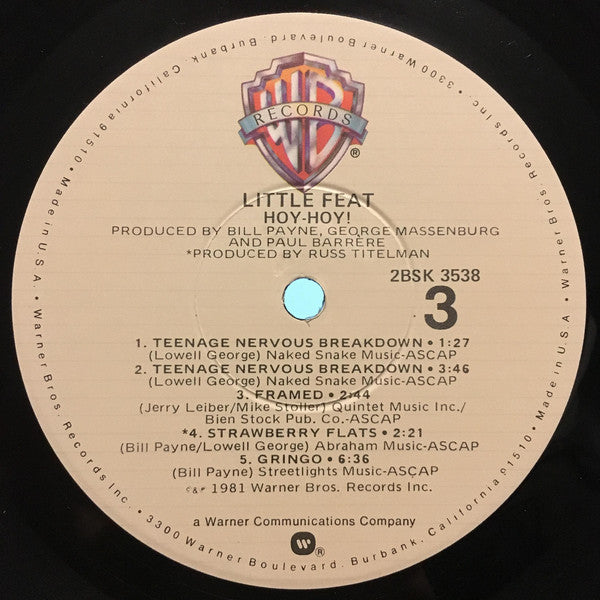 WB
RECORDS
®
LITTLE FEAT
HOY-HOY!
PRODUCED BY BILL PAYNE, GEORGE MASSENBURG
AND PAUL BARRÈRE
*PRODUCED BY RUSS TITELMAN
2BSK 3538
3
1. TEENAGE NERVOUS BREAKDOWN • 1:27
(Lowell George) Naked Snake Music-ASCAP
2. TEENAGE NERVOUS BREAKDOWN • 3:46
(Lowell George) Naked Snake Music-ASCAP
3. FRAMED • 2:44
(Jerry Leiber/Mike Stoller) Quintet Music Inc./
Bien Stock Pub. Co.-ASCAP
*4. STRAWBERRY FLATS • 2:21
(Bill Payne/Lowell George) Abraham Music-ASCAP
5. GRINGO • 6:36
(Bill Payne) Streetlights Music-ASCAP
©&℗ 1981 Warner Bros. Records Inc.
a Warner Communications Company
®
Warner Bros. Records Inc. • 3300 Warner Boulevard, Burbank, California 91510 • Made in U.S.A. • Warner Bros. Records Inc. • 3300 Warner Boulevard, Burbank, California 91510 • Made in U.S.A. •